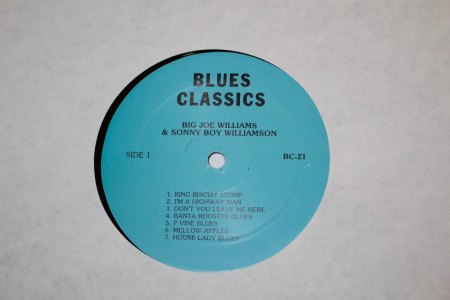 BLUES
CLASSICS
BIG JOE WILLIAMS
& SONNY BOY WILLIAMSON
SIDE 1 BC-21
1. KING BISCUIT STOMP
2. I'M A HIGHWAY MAN
3. DON'T YOU LEAVE ME HERE
4. BANTA ROOSTER BLUES
5. P VINE BLUES
6. MELLOW APPLES
7. HOUSE LADY BLUES